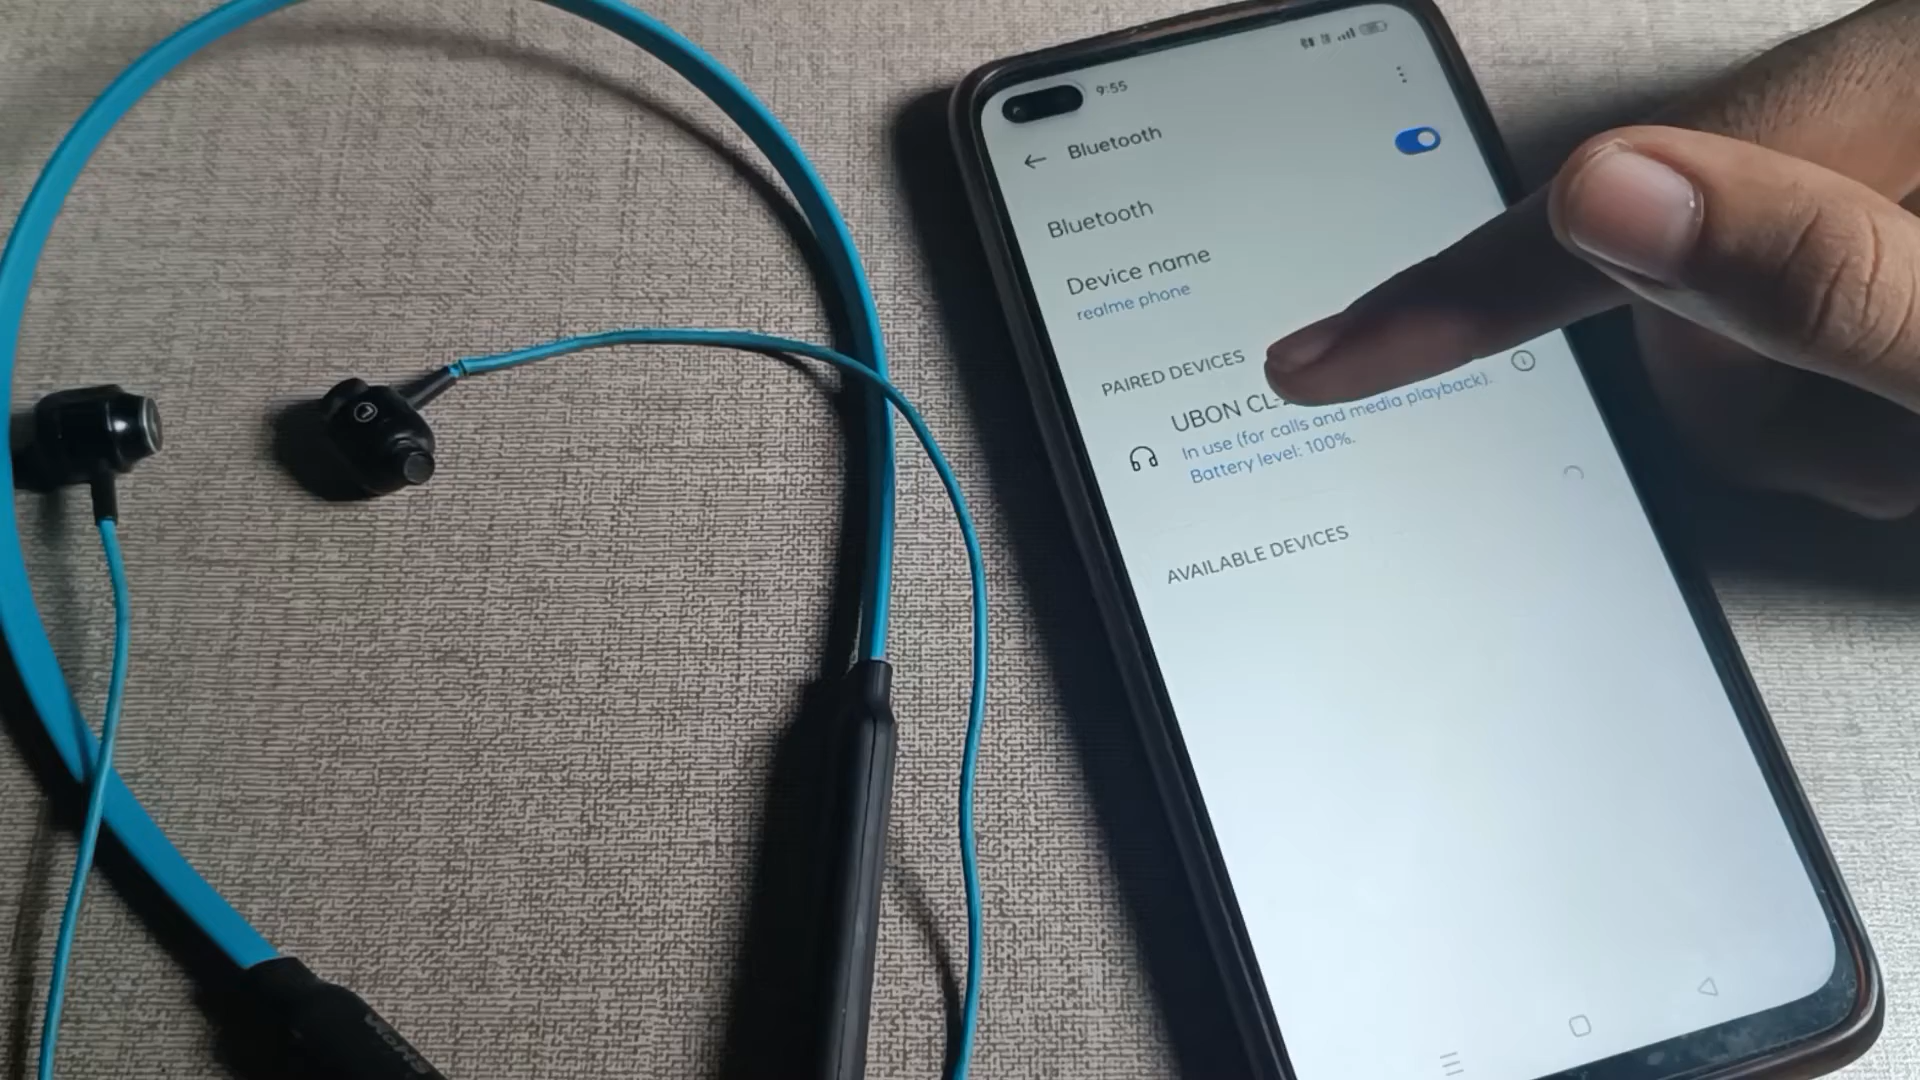 9:55
Bluetooth
Bluetooth
Device name
realme phone
PAIRED DEVICES
UBON CL-
In use (for calls and media playback).
Battery level: 100%.
AVAILABLE DEVICES
L